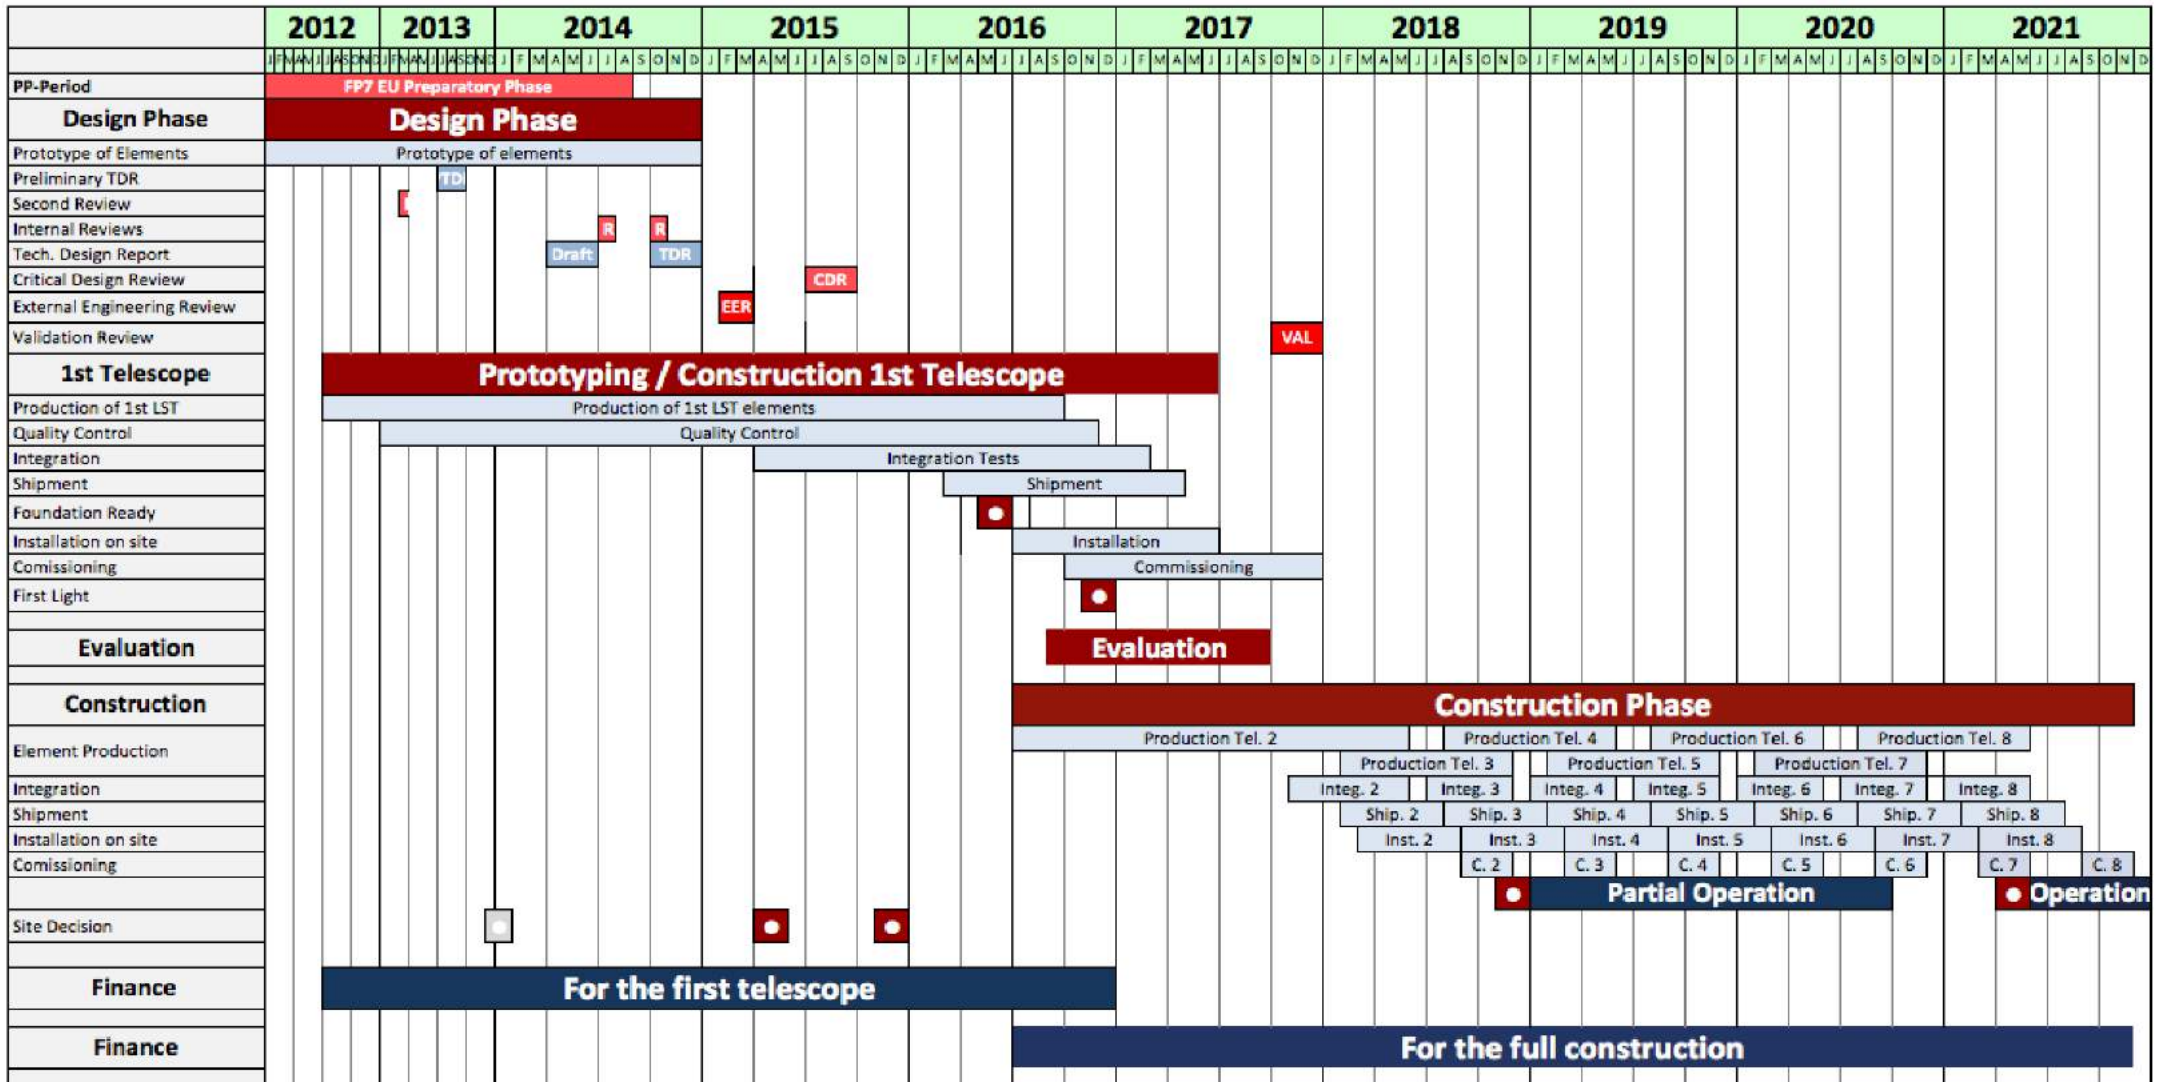 2012 2013 2014 2015 2016 2017 2018 2019 2020 2021
J F M A M J J A S O N D J F M A M J J A S O N D J F M A M J J A S O N D J F M A M J J A S O N D J F M A M J J A S O N D J F M A M J J A S O N D J F M A M J J A S O N D J F M A M J J A S O N D J F M A M J J A S O N D J F M A M J J A S O N D
PP-Period FP7 EU Preparatory Phase
Design Phase Design Phase
Prototype of Elements Prototype of elements
Preliminary TDR TD
Second Review
Internal Reviews R R
Tech. Design Report Draft TDR
Critical Design Review CDR
External Engineering Review EER
Validation Review VAL
1st Telescope Prototyping / Construction 1st Telescope
Production of 1st LST Production of 1st LST elements
Quality Control Quality Control
Integration Integration Tests
Shipment Shipment
Foundation Ready
Installation on site Installation
Comissioning Commissioning
First Light
Evaluation Evaluation
Construction Construction Phase
Element Production Production Tel. 2 Production Tel. 4 Production Tel. 6 Production Tel. 8
Production Tel. 3 Production Tel. 5 Production Tel. 7
Integration Integ. 2 Integ. 3 Integ. 4 Integ. 5 Integ. 6 Integ. 7 Integ. 8
Shipment Ship. 2 Ship. 3 Ship. 4 Ship. 5 Ship. 6 Ship. 7 Ship. 8
Installation on site Inst. 2 Inst. 3 Inst. 4 Inst. 5 Inst. 6 Inst. 7 Inst. 8
Comissioning C. 2 C. 3 C. 4 C. 5 C. 6 C. 7 C. 8
Partial Operation Operation
Site Decision
Finance For the first telescope
Finance For the full construction